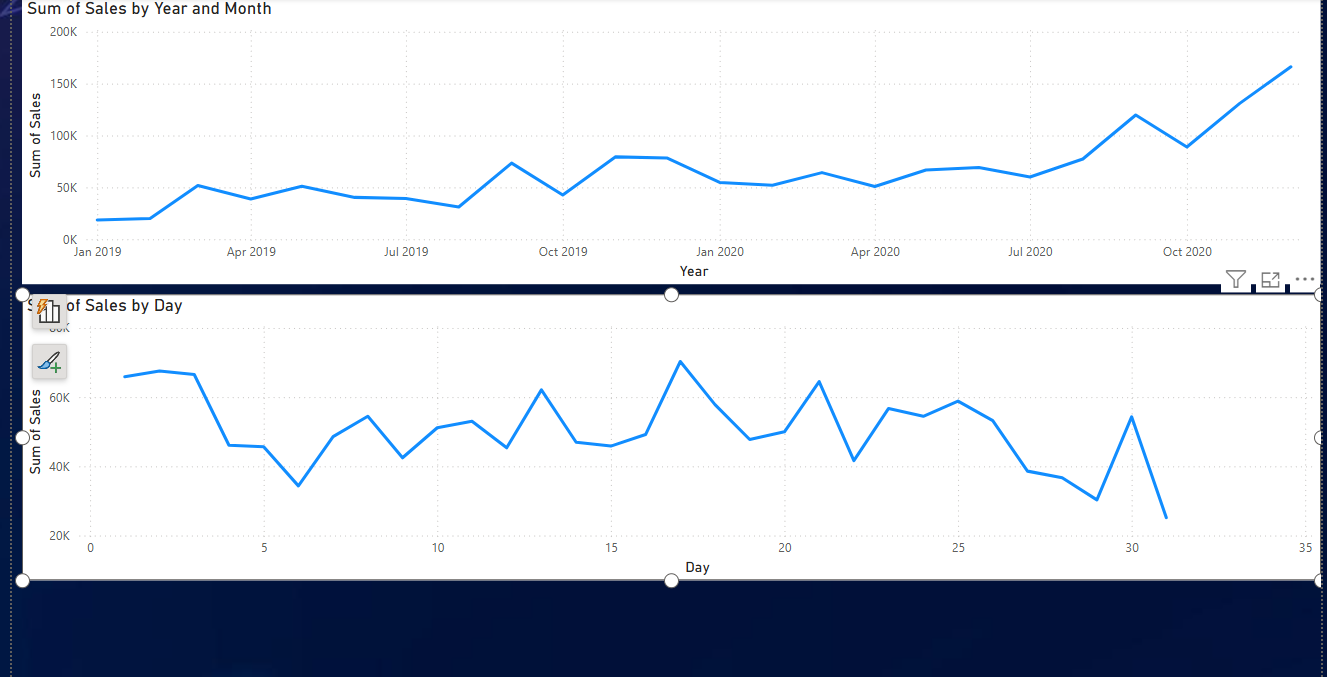 Sum of Sales by Year and Month
200K
150K
100K
50K
0K
Sum of Sales
Jan 2019 Apr 2019 Jul 2019 Oct 2019 Jan 2020 Apr 2020 Jul 2020 Oct 2020
Year
of Sales by Day
60K
40K
20K
Sum of Sales
0 5 10 15 20 25 30 35
Day